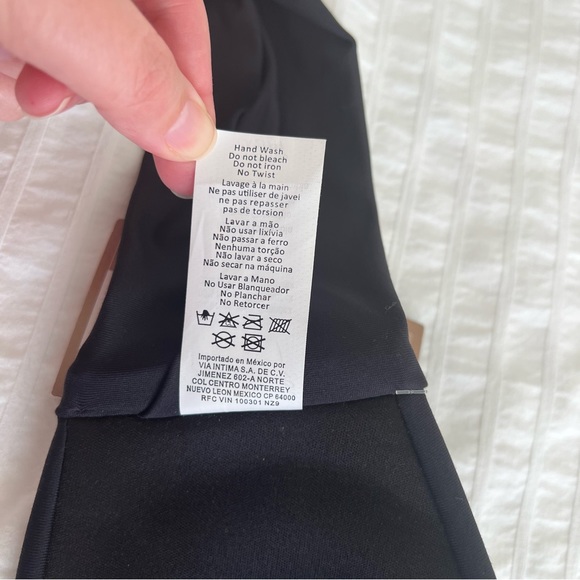 Hand Wash
Do not bleach
Do not iron
No Twist
Lavage à la main
Ne pas utiliser de javel
ne pas repasser
pas de torsion
Lavar a mão
Não usar lixívia
Não passar a ferro
Nenhuma torção
Não lavar a seco
Não secar na máquina
Lavar a Mano
No Usar Blanqueador
No Planchar
No Retorcer
Importado en México por
VIA INTIMA S.A. DE C.V.
JIMENEZ 602-A NORTE
COL CENTRO MONTERREY
NUEVO LEON MEXICO CP 64000
RFC VIN 100301 NZ9